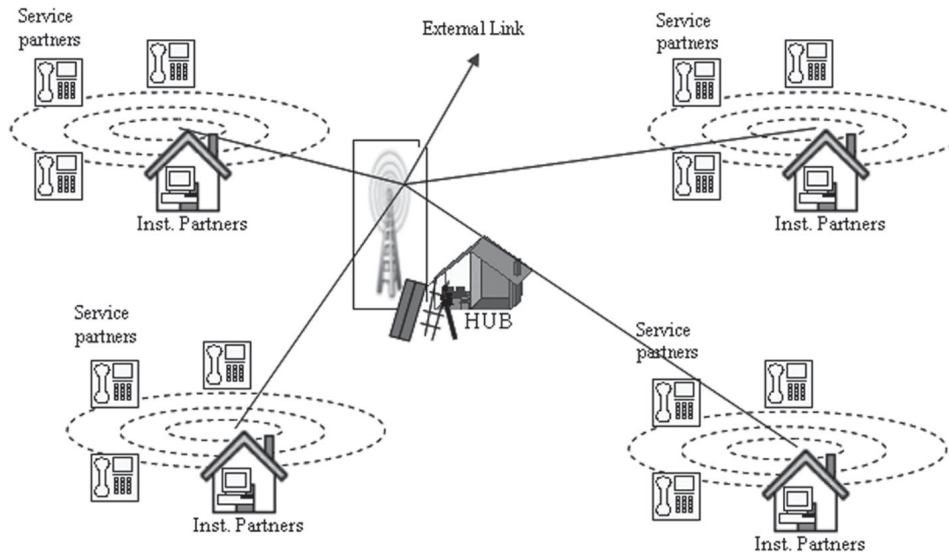 Service
partners
External Link
Service
partners
Inst. Partners
Inst. Partners
HUB
Service
partners
Service
partners
Inst. Partners
Inst. Partners